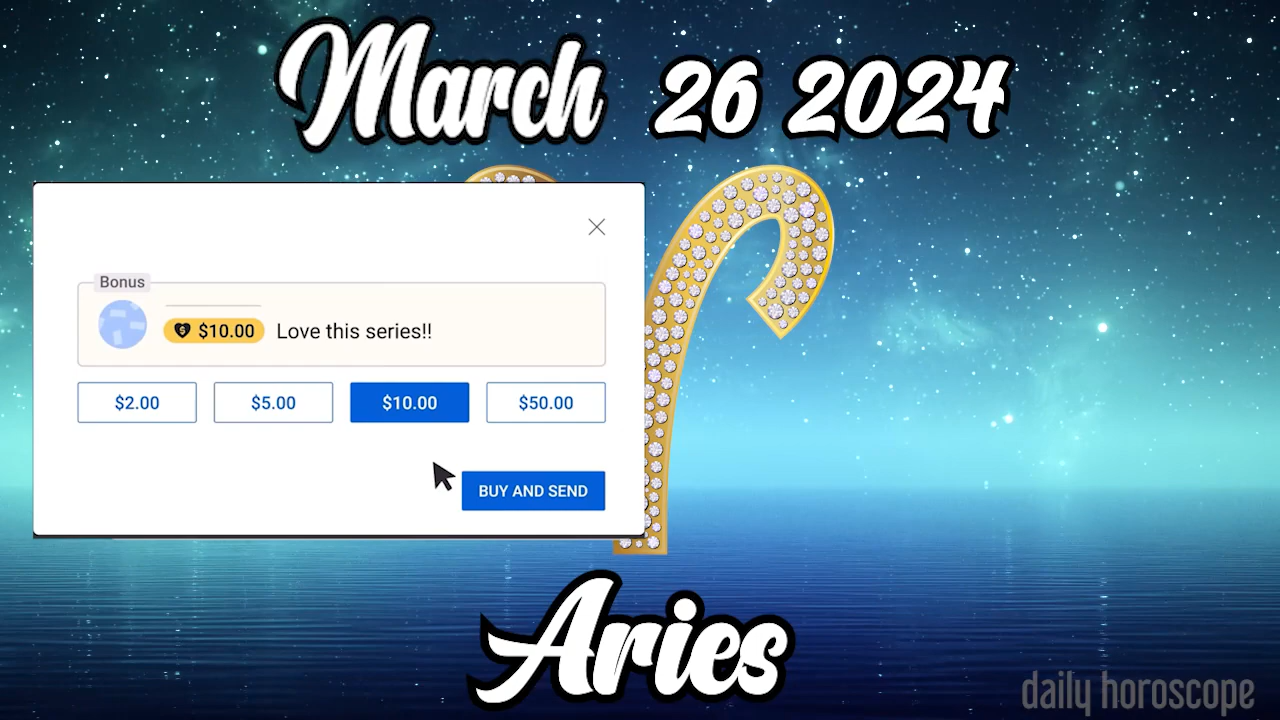 March 26 2024
Bonus
$10.00 Love this series!!
$2.00 $5.00 $10.00 $50.00
BUY AND SEND
Aries
daily horoscope